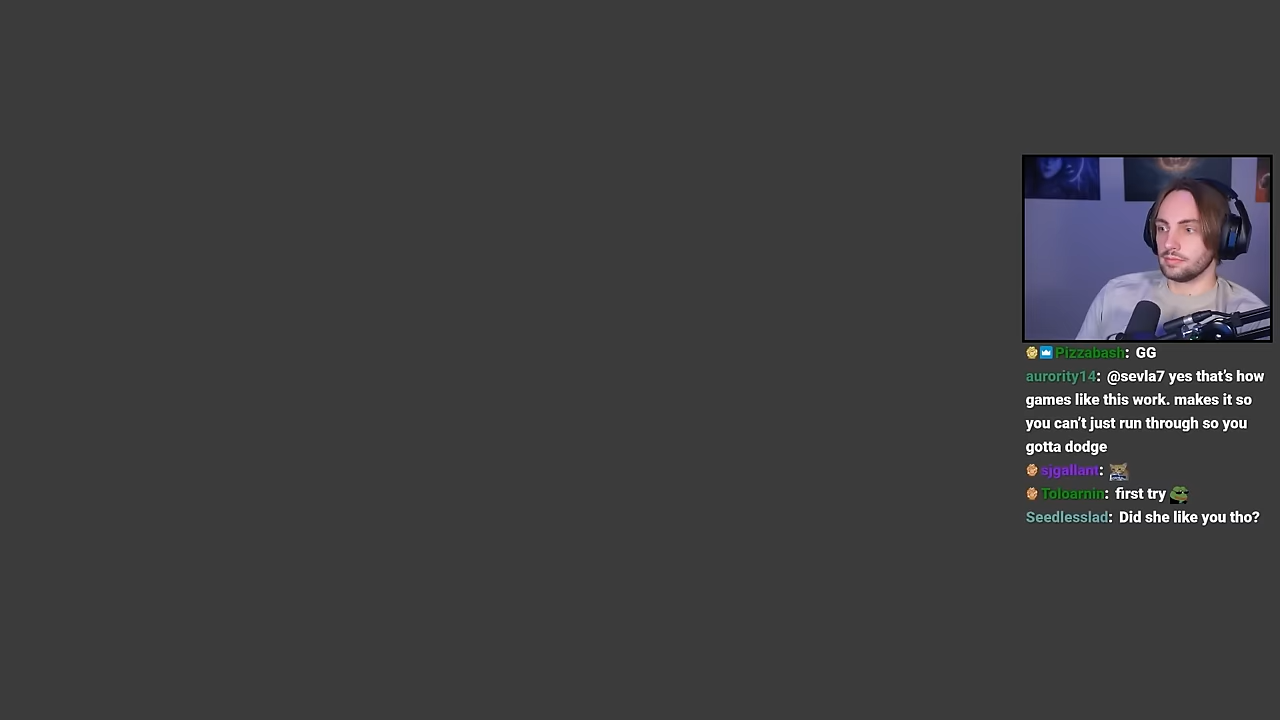 Pizzabash: GG
aurority14: @sevla7 yes that's how
games like this work. makes it so
you can't just run through so you
gotta dodge
sjgallant:
Toloarnin: first try
Seedlesslad: Did she like you tho?